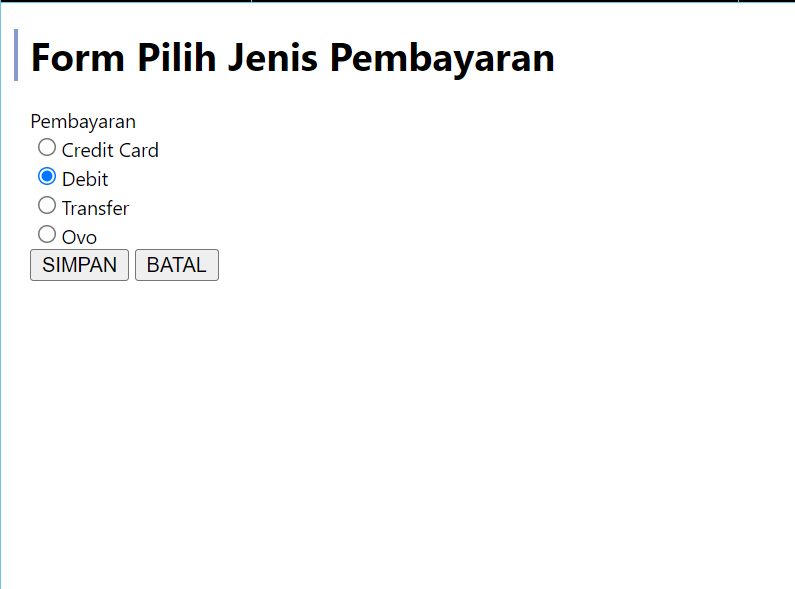 Form Pilih Jenis Pembayaran
Pembayaran
Credit Card
Debit
Transfer
Ovo
SIMPAN BATAL